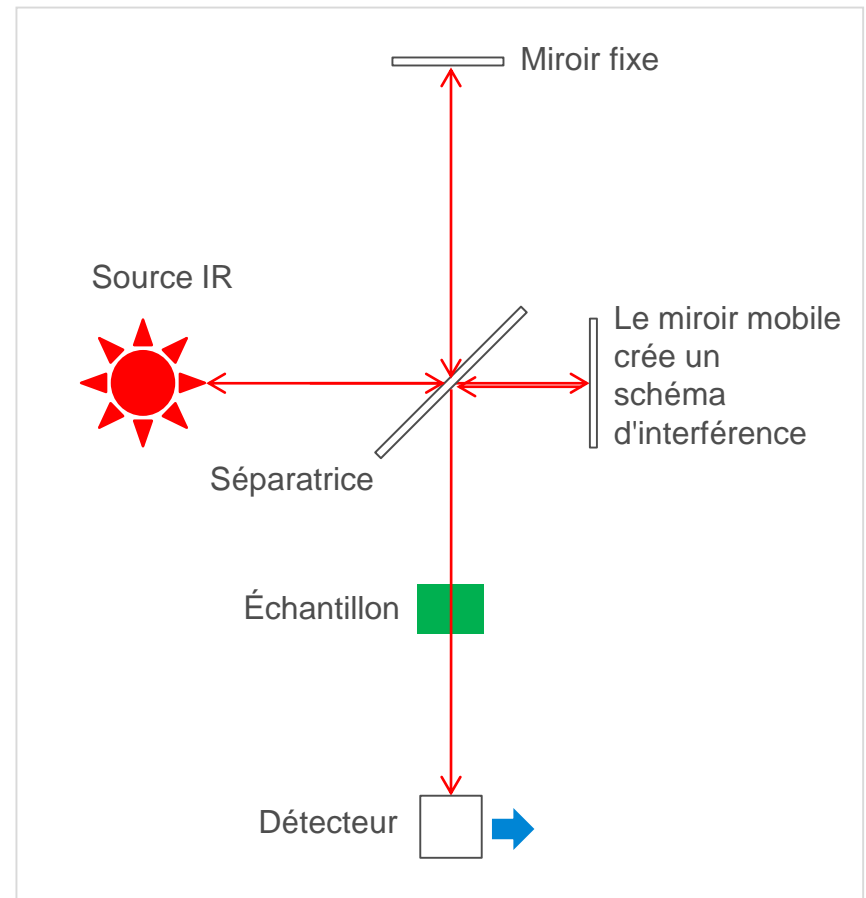 Miroir fixe
Source IR
Le miroir mobile
crée un
schéma
d'interférence
Séparatrice
Échantillon
Détecteur